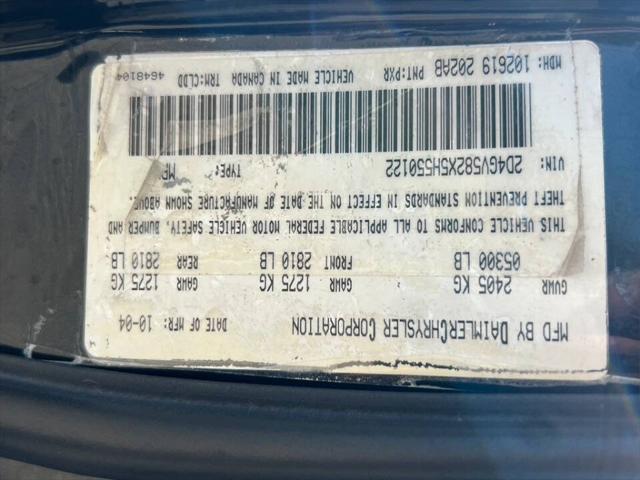 MFD BY DAIMLERCHRYSLER CORPORATION DATE OF MFR: 10-04
GVWR GAWR GAWR
2405 KG 1275 KG 1275 KG
05300 LB FRONT 2810 LB REAR 2810 LB
THIS VEHICLE CONFORMS TO ALL APPLICABLE FEDERAL MOTOR VEHICLE SAFETY, BUMPER AND
THEFT PREVENTION STANDARDS IN EFFECT ON THE DATE OF MANUFACTURE SHOWN ABOVE.
VIN: 2D4GV582X5H530122 TYPE:
MDH: 102619 202AB PNT: PXR VEHICLE MADE IN CANADA TRM: CLDD
4648104